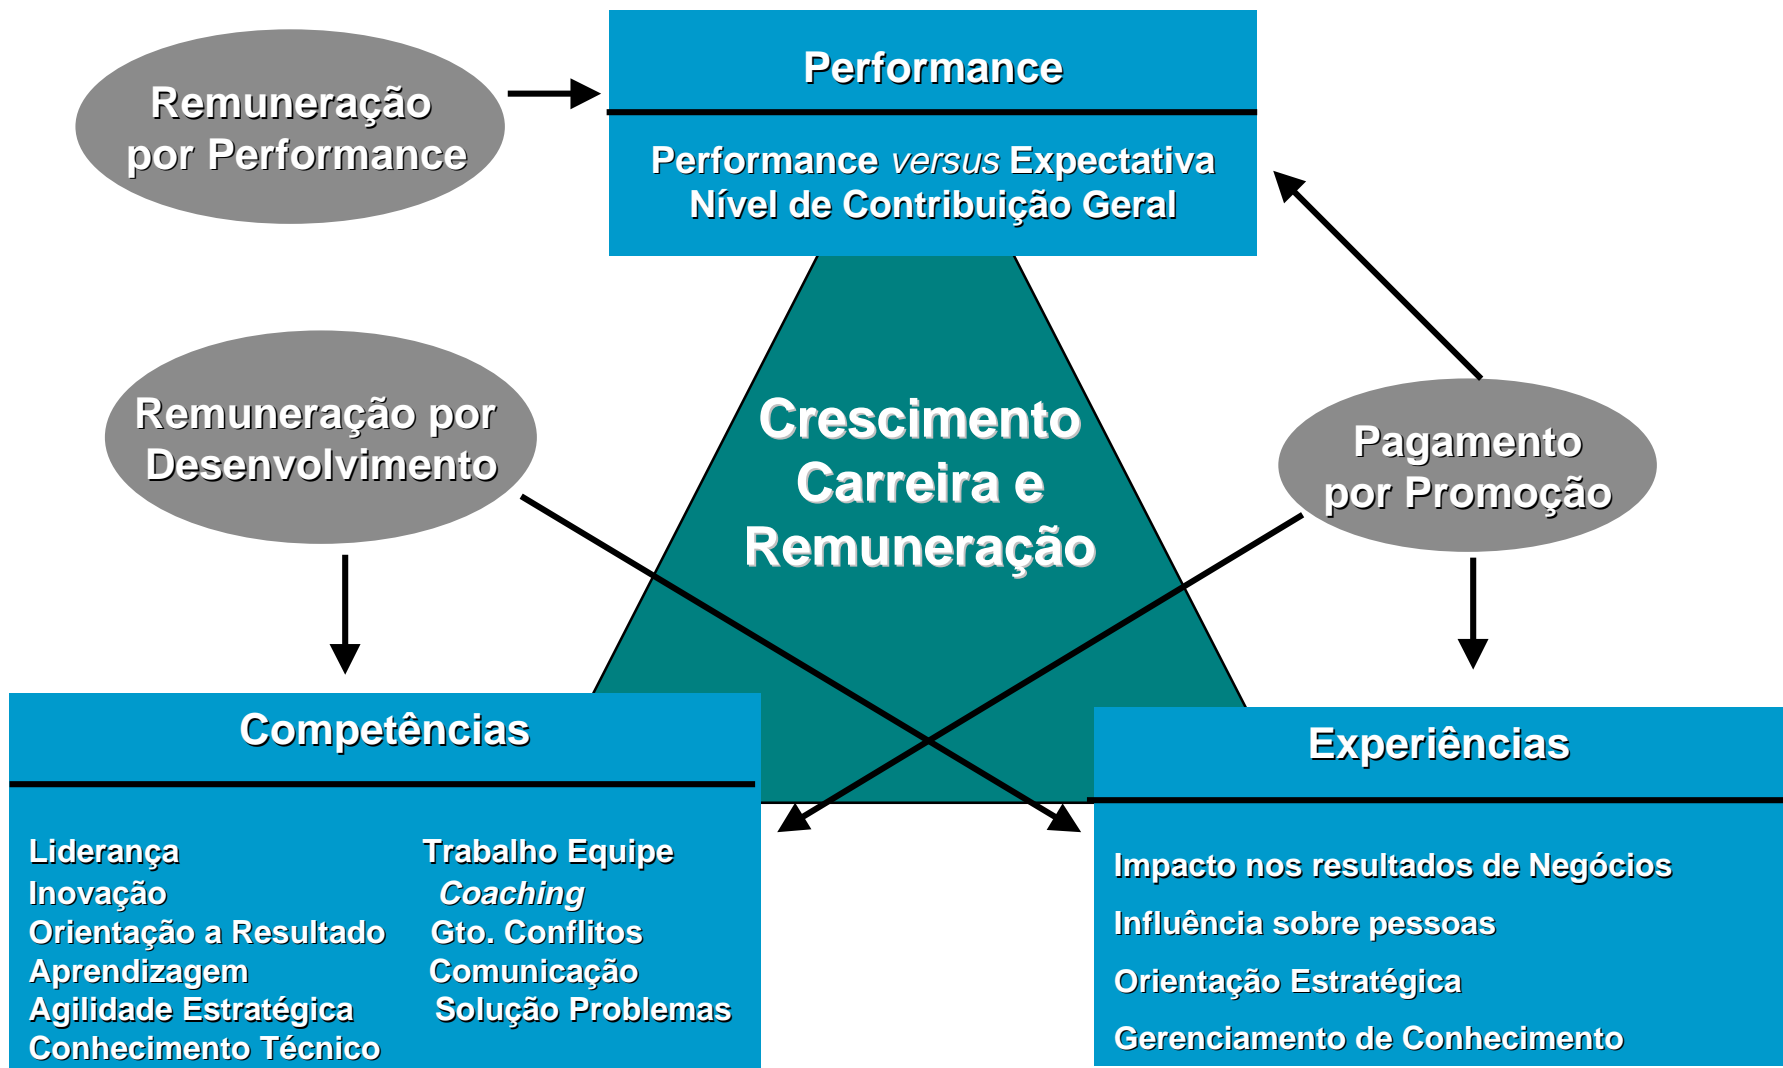 Remuneração
por Performance
Performance
Performance versus Expectativa
Nível de Contribuição Geral
Remuneração por
Desenvolvimento
Crescimento
Carreira e
Remuneração
Pagamento
por Promoção
Competências
Liderança
Inovação
Orientação a Resultado
Aprendizagem
Agilidade Estratégica
Conhecimento Técnico
Trabalho Equipe
Coaching
Gto. Conflitos
Comunicação
Solução Problemas
Experiências
Impacto nos resultados de Negócios
Influência sobre pessoas
Orientação Estratégica
Gerenciamento de Conhecimento